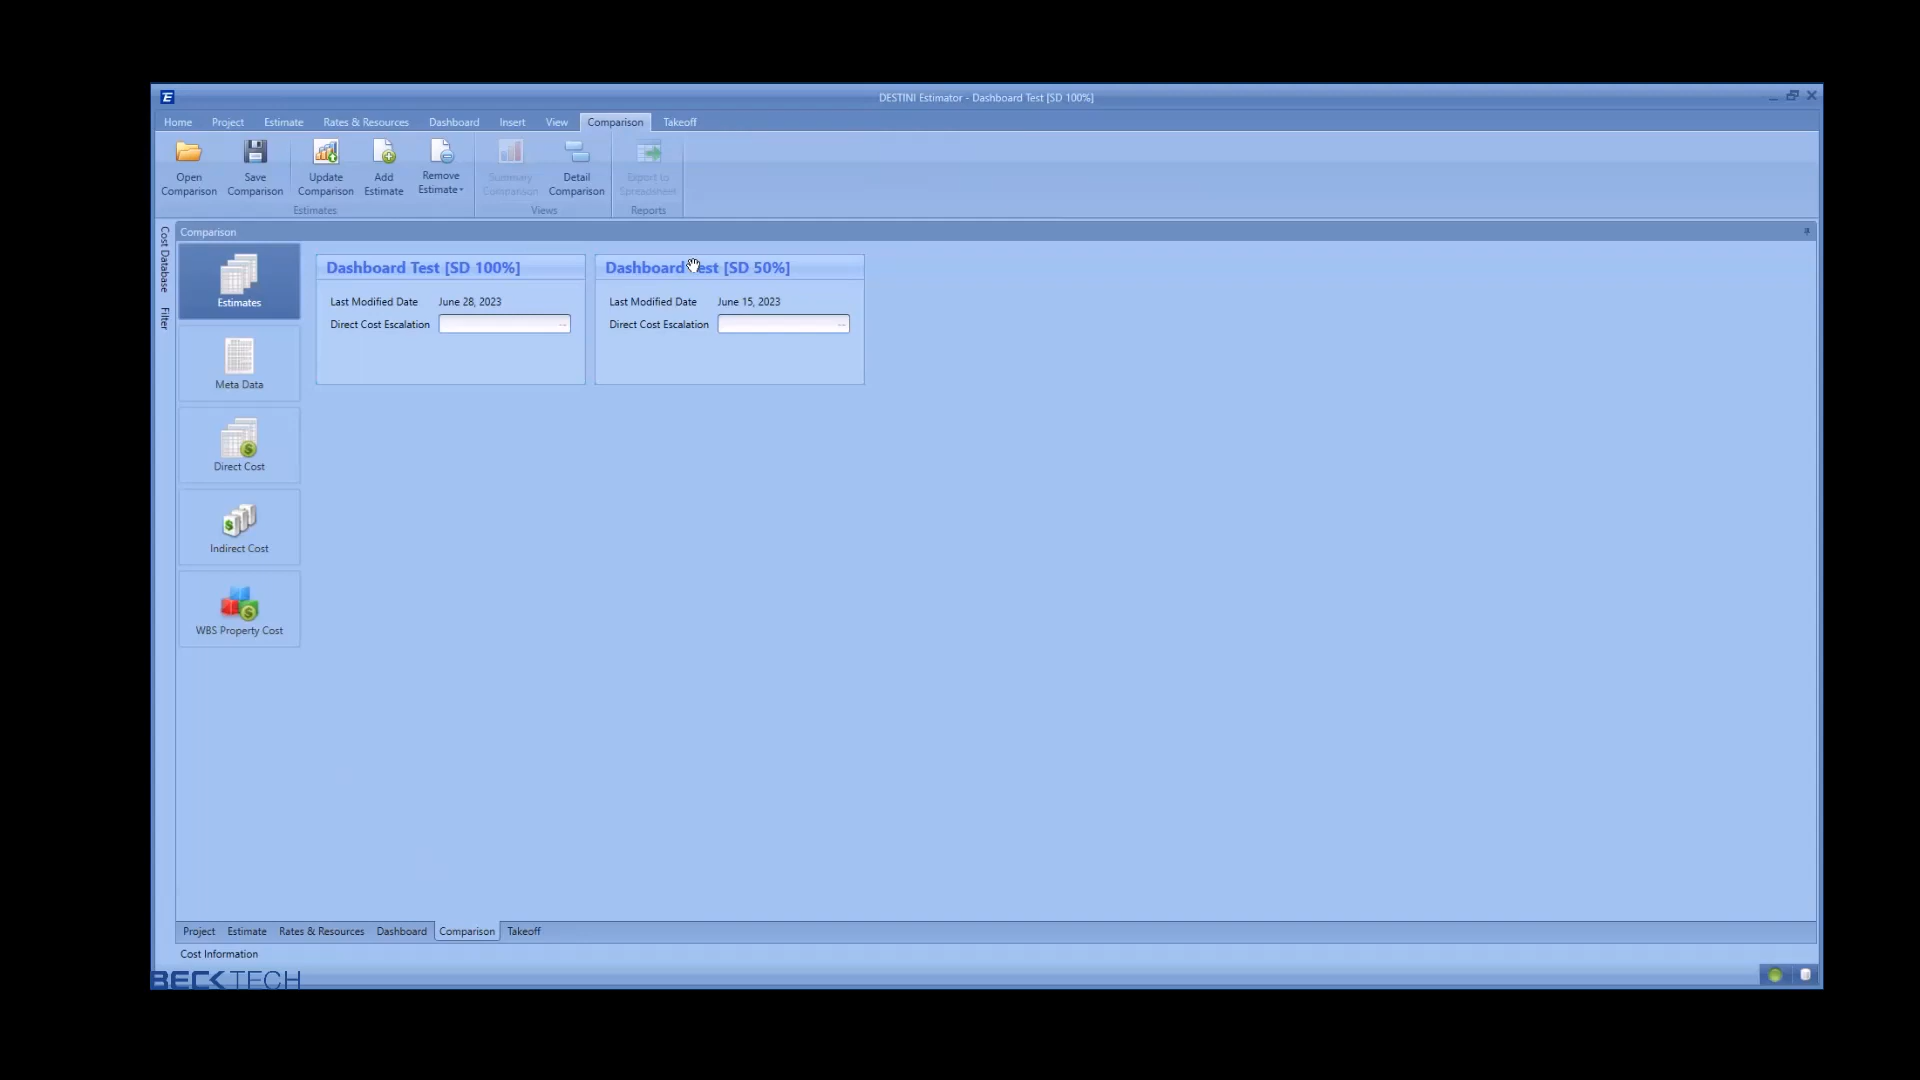 DESTINI Estimator - Dashboard Test [SD 100%]
Home Project Estimate Rates & Resources Dashboard Insert View Comparison Takeoff
Open Comparison
Save Comparison
Update Comparison
Add Estimate
Remove Estimate
Summary Comparison
Detail Comparison
Export to Spreadsheet
Estimates Views Reports
Cost Database
Filter
Comparison
Estimates
Meta Data
Direct Cost
Indirect Cost
WBS Property Cost
Dashboard Test [SD 100%]
Last Modified Date June 28, 2023
Direct Cost Escalation
Dashboard Test [SD 50%]
Last Modified Date June 15, 2023
Direct Cost Escalation
Project Estimate Rates & Resources Dashboard Comparison Takeoff
Cost Information
BECKTECH